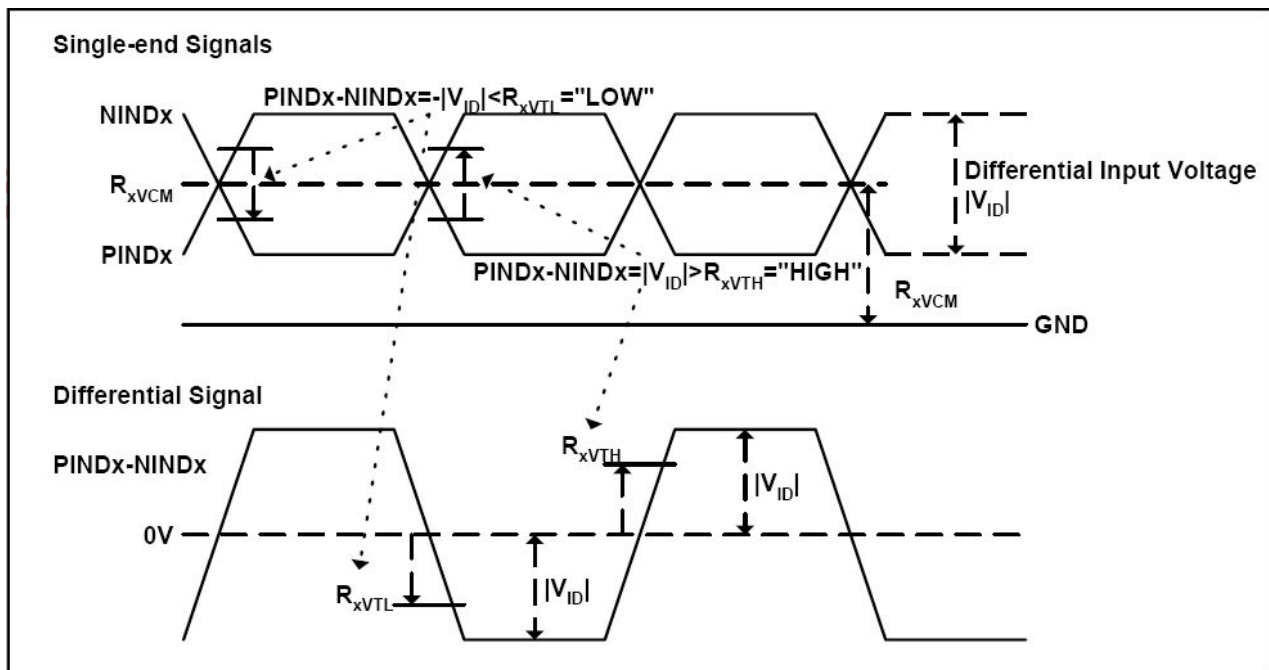 Single-end Signals
PINDx-NINDx=-|VID|<RxVTL="LOW"
NINDx
RxVCM
Differential Input Voltage
|VID|
PINDx
PINDx-NINDx=|VID|>RxVTH="HIGH"
RxVCM
GND
Differential Signal
RxVTH
PINDx-NINDx
|VID|
0V
RxVTL
|VID|